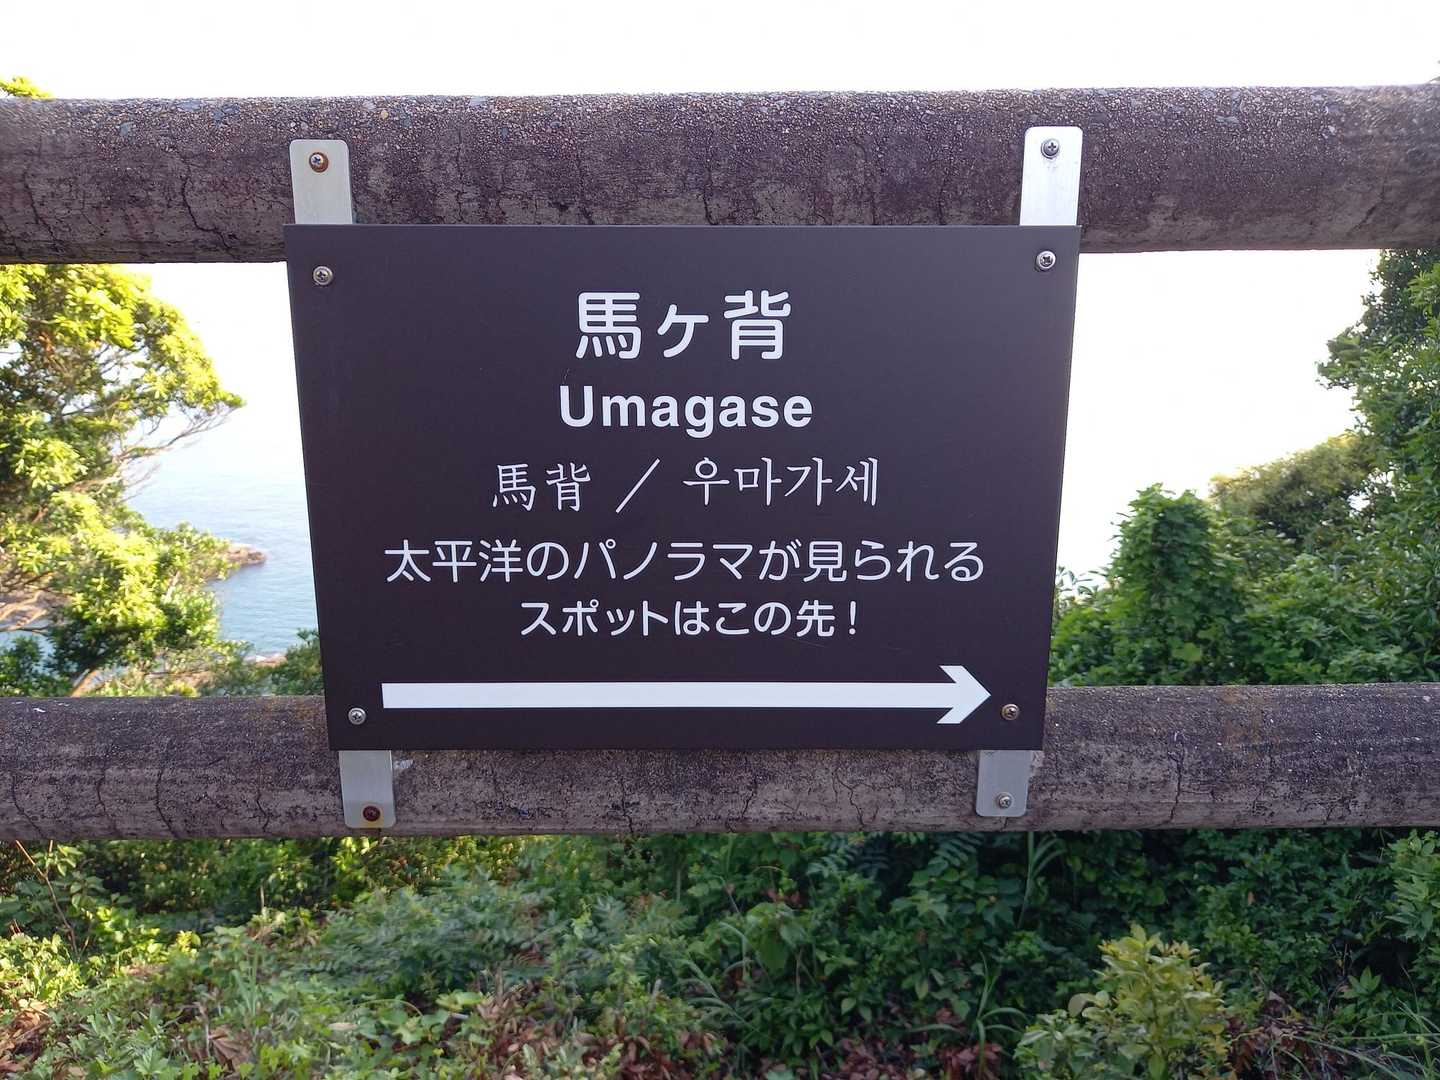 馬ヶ背
Umagase
馬背 / 우마가세
太平洋のパノラマが見られる
スポットはこの先!